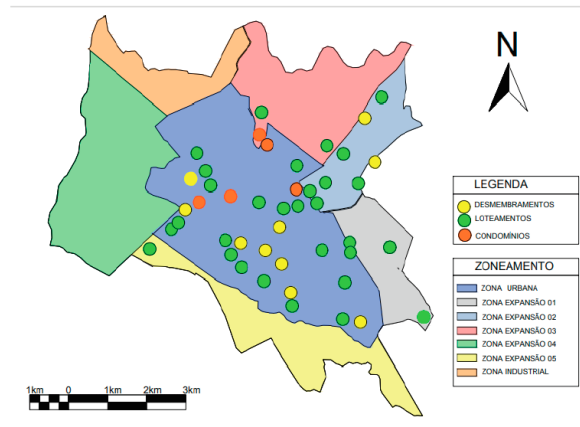 N
LEGENDA
DESMEMBRAMENTOS
LOTEAMENTOS
CONDOMÍNIOS
ZONEAMENTO
ZONA URBANA
ZONA EXPANSÃO 01
ZONA EXPANSÃO 02
ZONA EXPANSÃO 03
ZONA EXPANSÃO 04
ZONA EXPANSÃO 05
ZONA INDUSTRIAL
1km 0 1km 2km 3km